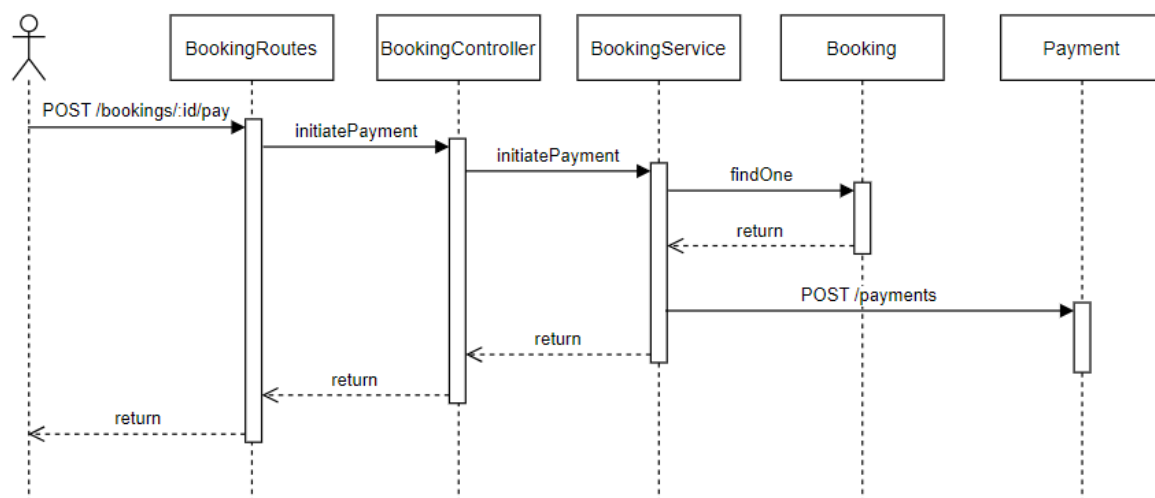 BookingRoutes
BookingController
BookingService
Booking
Payment
POST /bookings/:id/pay
initiatePayment
initiatePayment
findOne
return
POST /payments
return
return
return